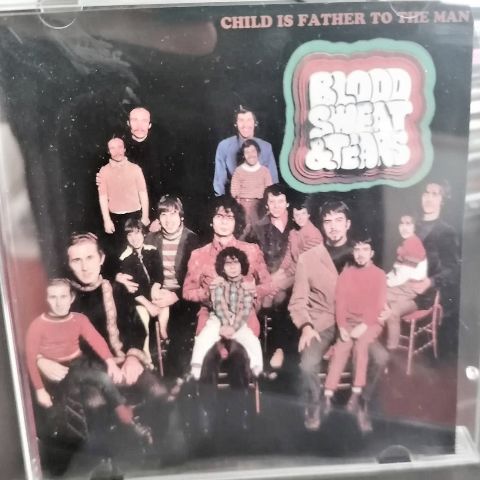 CHILD IS FATHER TO THE MAN
BLOOD
SWEAT
& TEARS